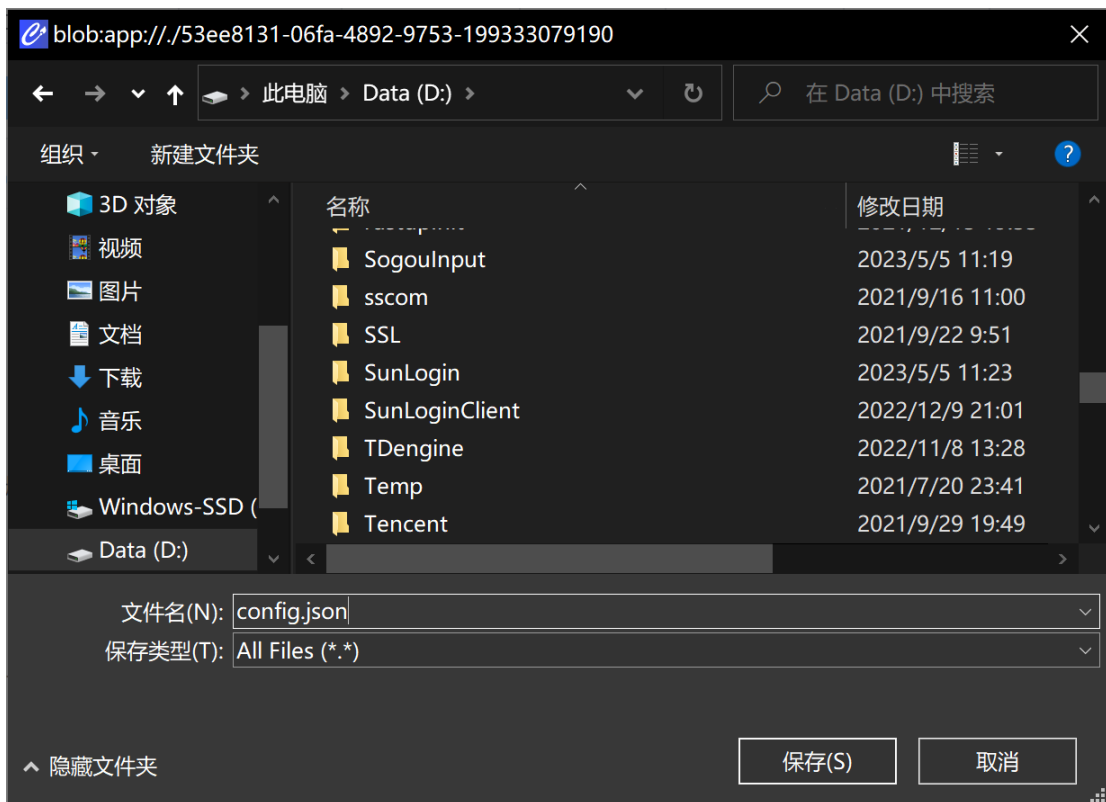 blob:app://./53ee8131-06fa-4892-9753-199333079190
此电脑 > Data (D:) >
在 Data (D:) 中搜索
组织
新建文件夹
3D 对象
视频
图片
文档
下载
音乐
桌面
Windows-SSD (
Data (D:)
名称 修改日期
SogouInput 2023/5/5 11:19
sscom 2021/9/16 11:00
SSL 2021/9/22 9:51
SunLogin 2023/5/5 11:23
SunLoginClient 2022/12/9 21:01
TDengine 2022/11/8 13:28
Temp 2021/7/20 23:41
Tencent 2021/9/29 19:49
文件名(N): config.json
保存类型(T): All Files (*.*)
隐藏文件夹
保存(S)
取消